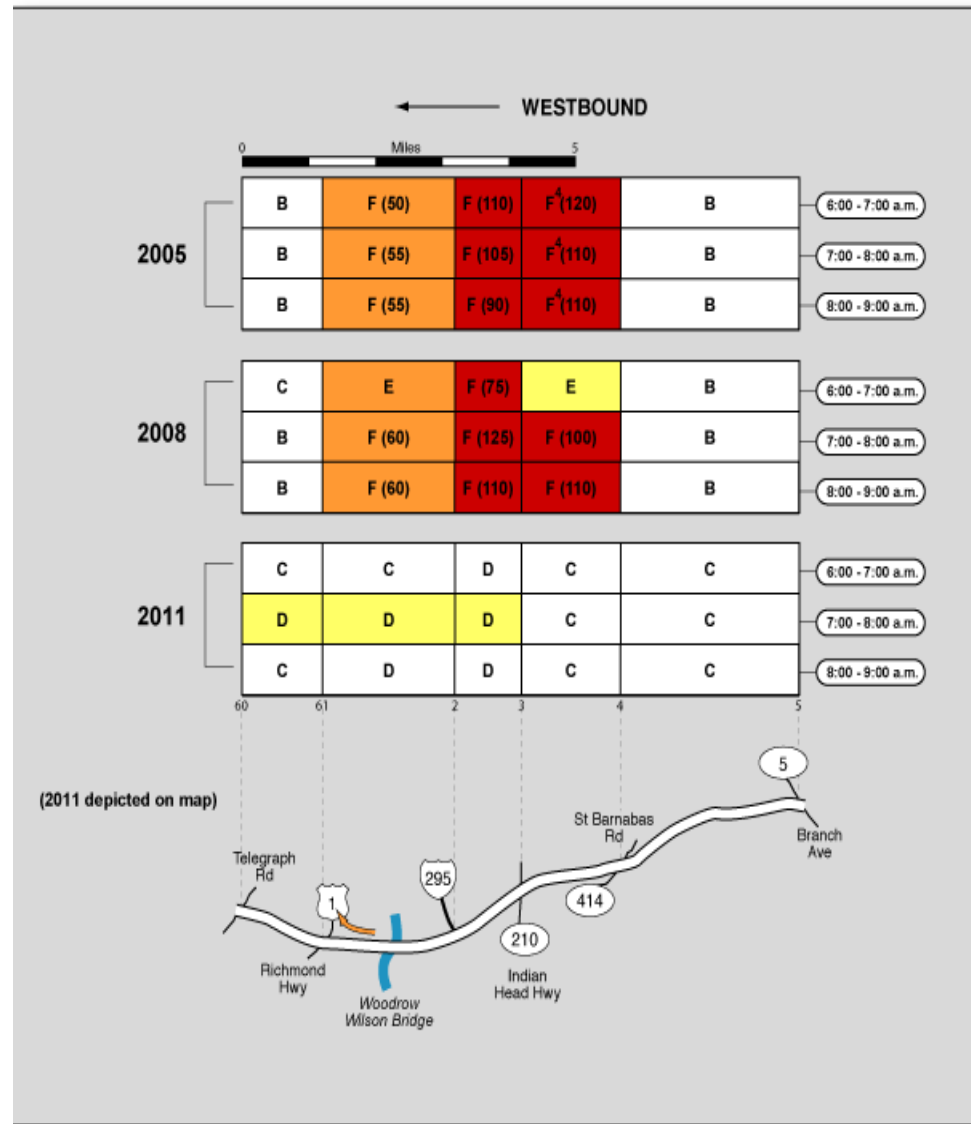 WESTBOUND
0 Miles 5
2005
B F (50) F (110) F 4 (120) B 6:00 - 7:00 a.m.
B F (55) F (105) F 4 (110) B 7:00 - 8:00 a.m.
B F (55) F (90) F 4 (110) B 8:00 - 9:00 a.m.
2008
C E F (75) E B 6:00 - 7:00 a.m.
B F (60) F (125) F (100) B 7:00 - 8:00 a.m.
B F (60) F (110) F (110) B 8:00 - 9:00 a.m.
2011
C C D C C 6:00 - 7:00 a.m.
D D D C C 7:00 - 8:00 a.m.
C D D C C 8:00 - 9:00 a.m.
60 61 2 3 4 5
(2011 depicted on map)
5
St Barnabas
Rd
Branch
Ave
Telegraph
Rd
295
1
414
210
Richmond
Hwy
Indian
Head Hwy
Woodrow
Wilson Bridge